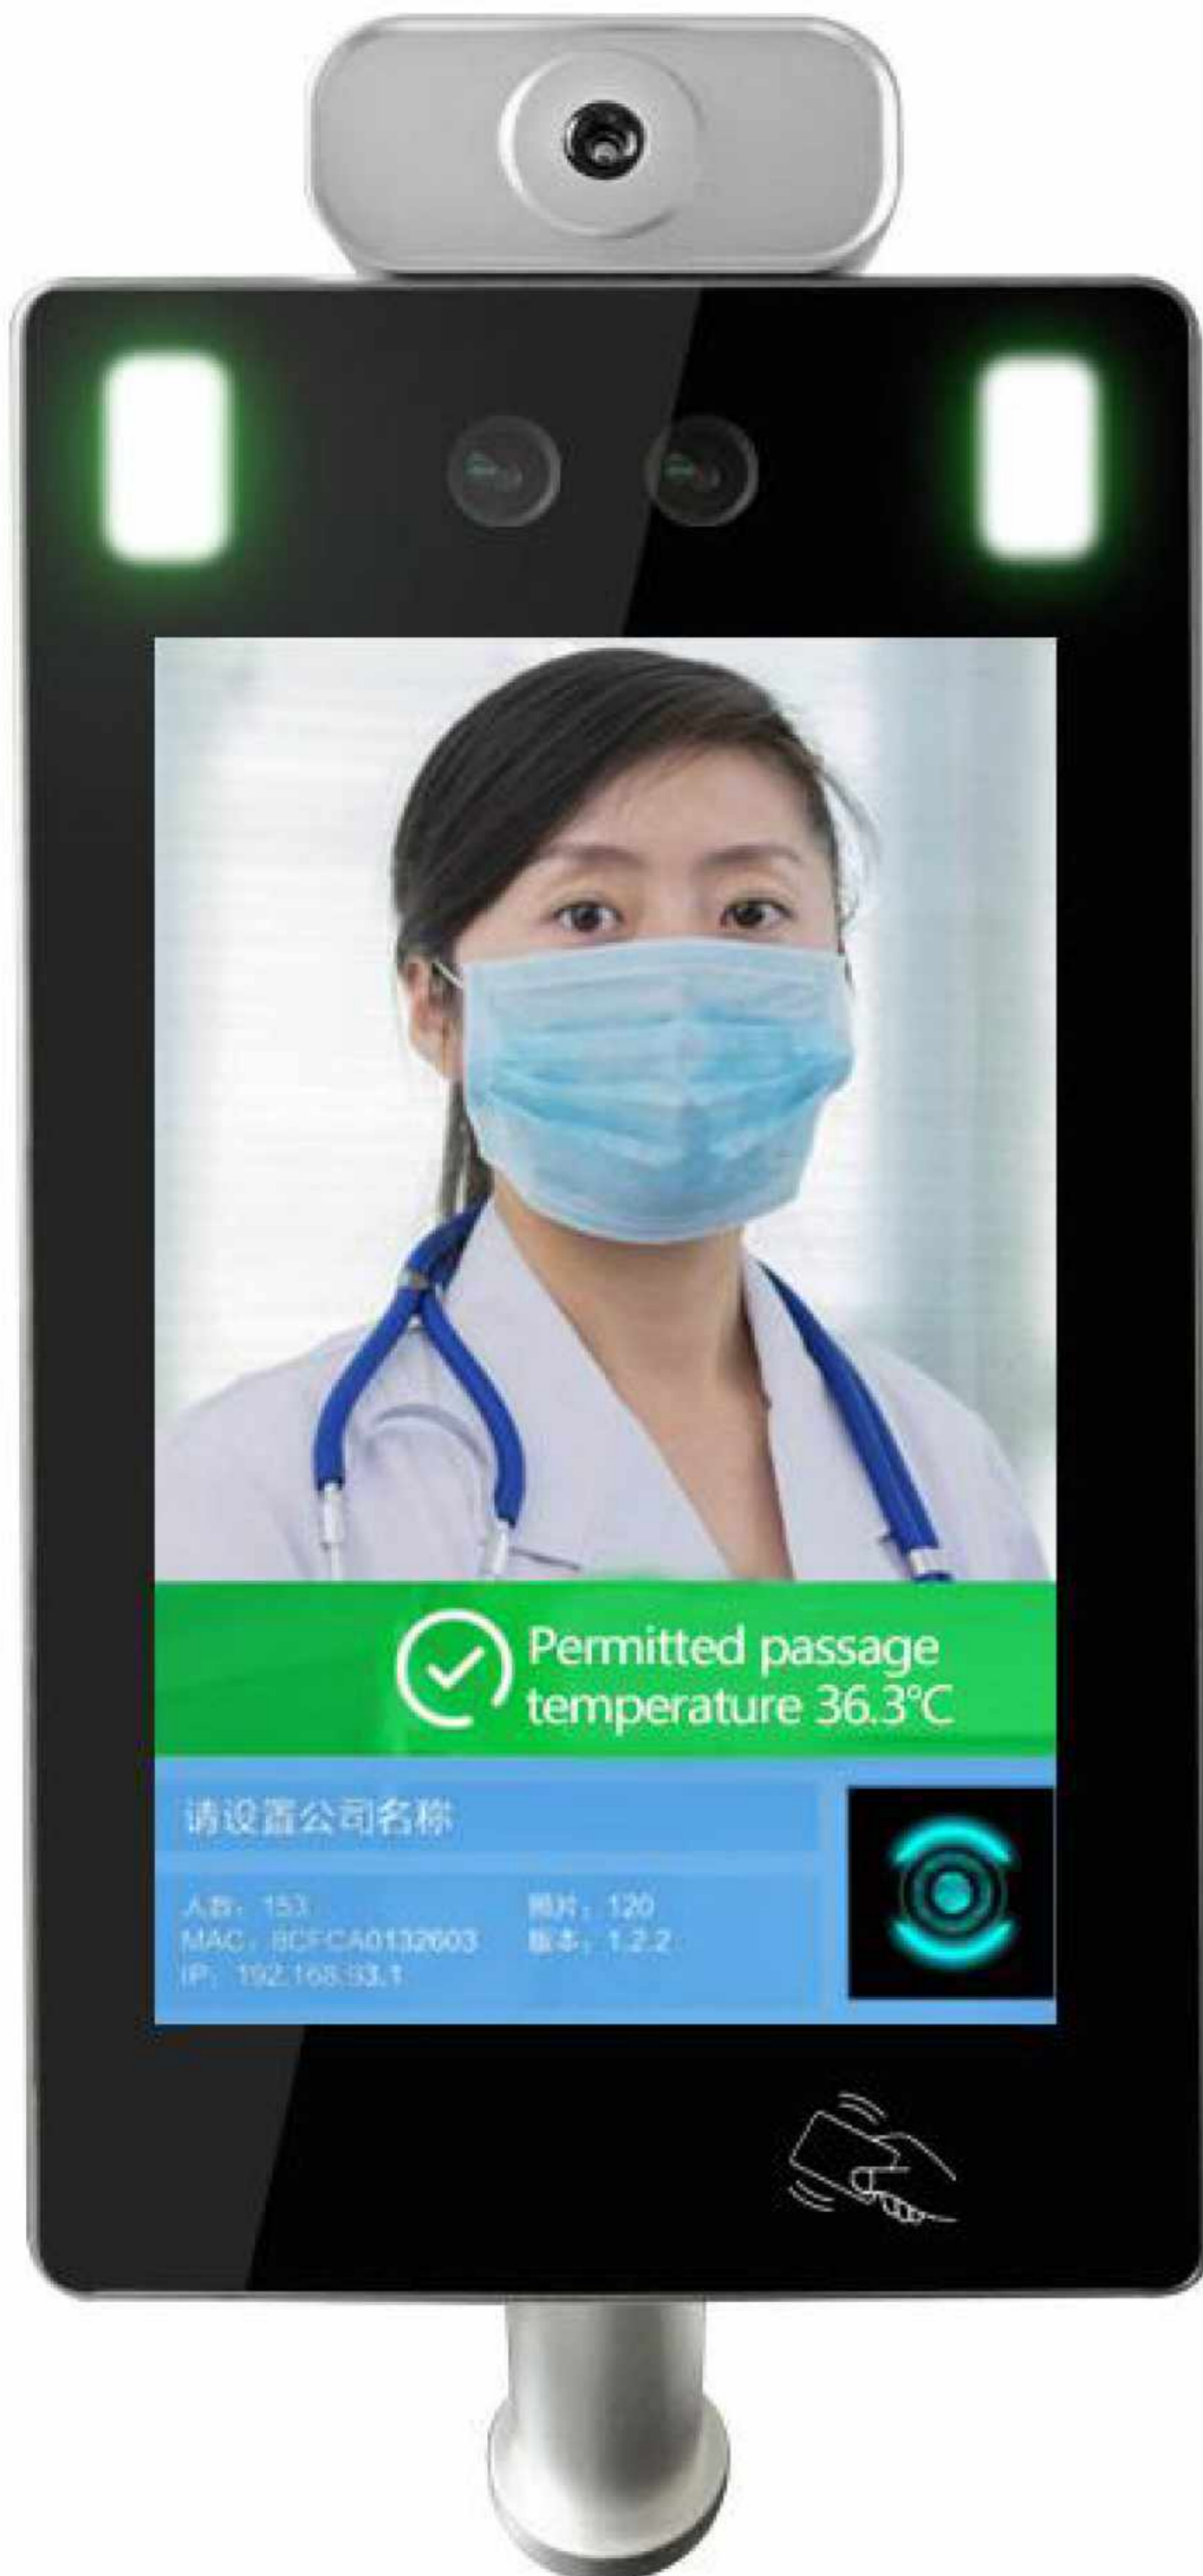 Permitted passage
temperature 36.3°C
请设置公司名称
人数：153 照片：120
MAC：8CFCA0132603 版本：1.2.2
IP：192.168.93.1